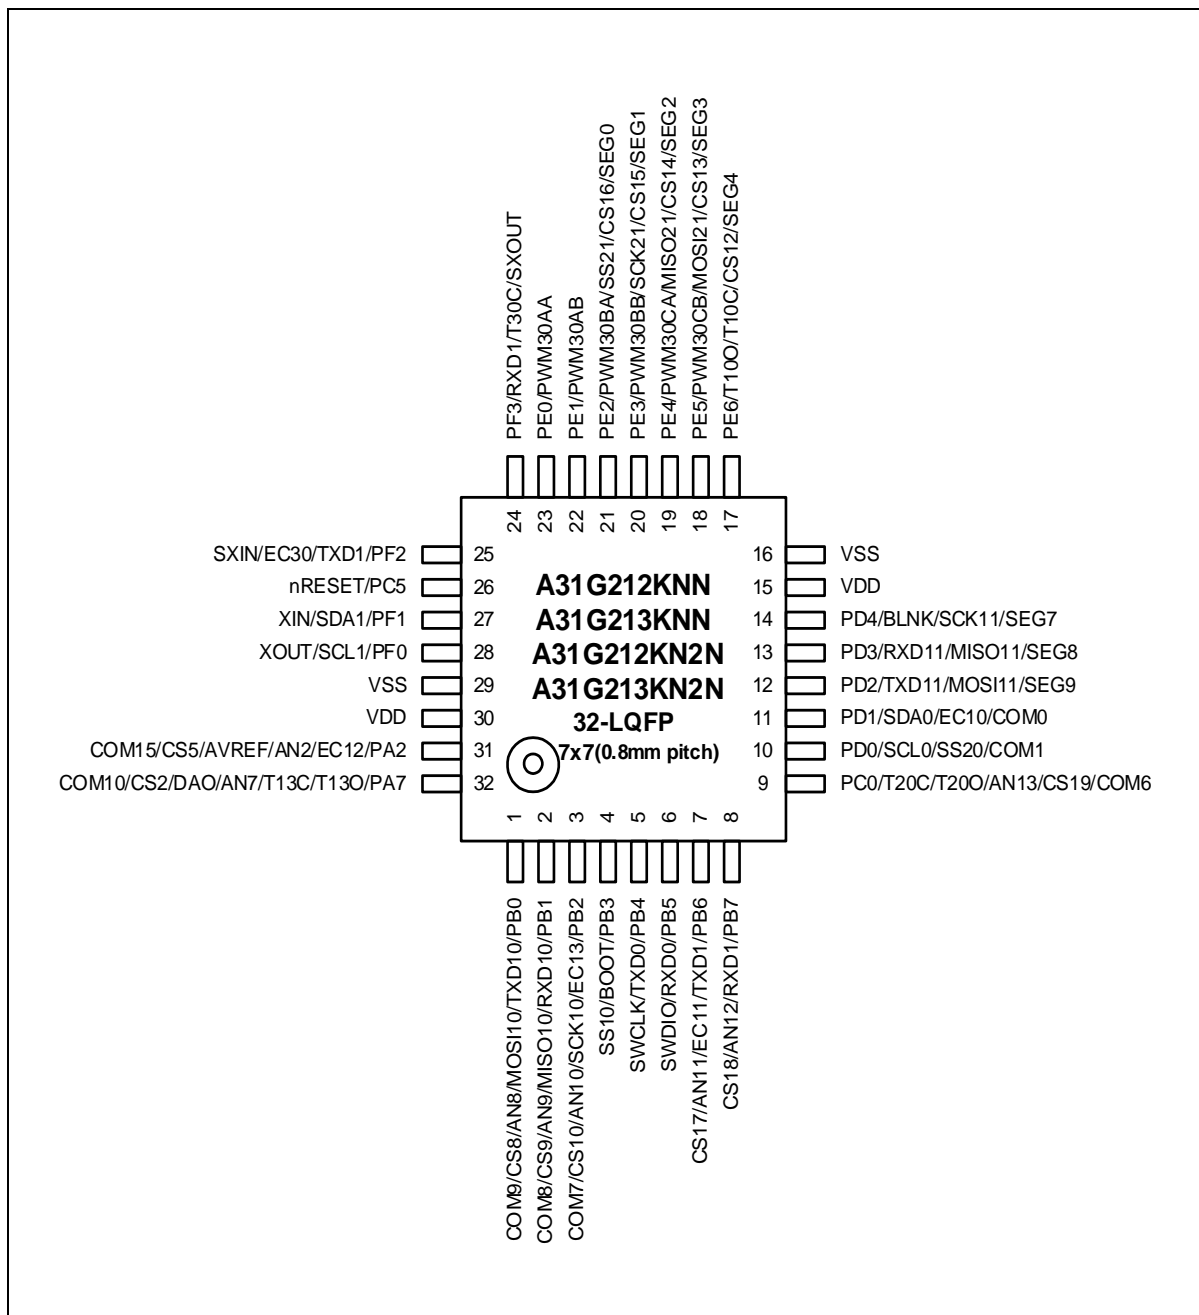 PF3/RXD1/T30C/SXOUT
PE0/PWM30AA
PE1/PWM30AB
PE2/PWM30BA/SS21/CS16/SEG0
PE3/PWM30BB/SCK21/CS15/SEG1
PE4/PWM30CA/MISO21/CS14/SEG2
PE5/PWM30CB/MOSI21/CS13/SEG3
PE6/T10O/T10C/CS12/SEG4
24
23
22
21
20
19
18
17
SXIN/EC30/TXD1/PF2
25
nRESET/PC5
26
XIN/SDA1/PF1
27
XOUT/SCL1/PF0
28
VSS
29
VDD
30
COM15/CS5/AVREF/AN2/EC12/PA2
31
COM10/CS2/DAO/AN7/T13C/T13O/PA7
32
A31G212KNN
A31G213KNN
A31G212KN2N
A31G213KN2N
32-LQFP
7x7(0.8mm pitch)
16
VSS
15
VDD
14
PD4/BLNK/SCK11/SEG7
13
PD3/RXD11/MISO11/SEG8
12
PD2/TXD11/MOSI11/SEG9
11
PD1/SDA0/EC10/COM0
10
PD0/SCL0/SS20/COM1
9
PC0/T20C/T20O/AN13/CS19/COM6
1
2
3
4
5
6
7
8
COM9/CS8/AN8/MOSI10/TXD10/PB0
COM8/CS9/AN9/MISO10/RXD10/PB1
COM7/CS10/AN10/SCK10/EC13/PB2
SS10/BOOT/PB3
SWCLK/TXD0/PB4
SWDIO/RXD0/PB5
CS17/AN11/EC11/TXD1/PB6
CS18/AN12/RXD1/PB7